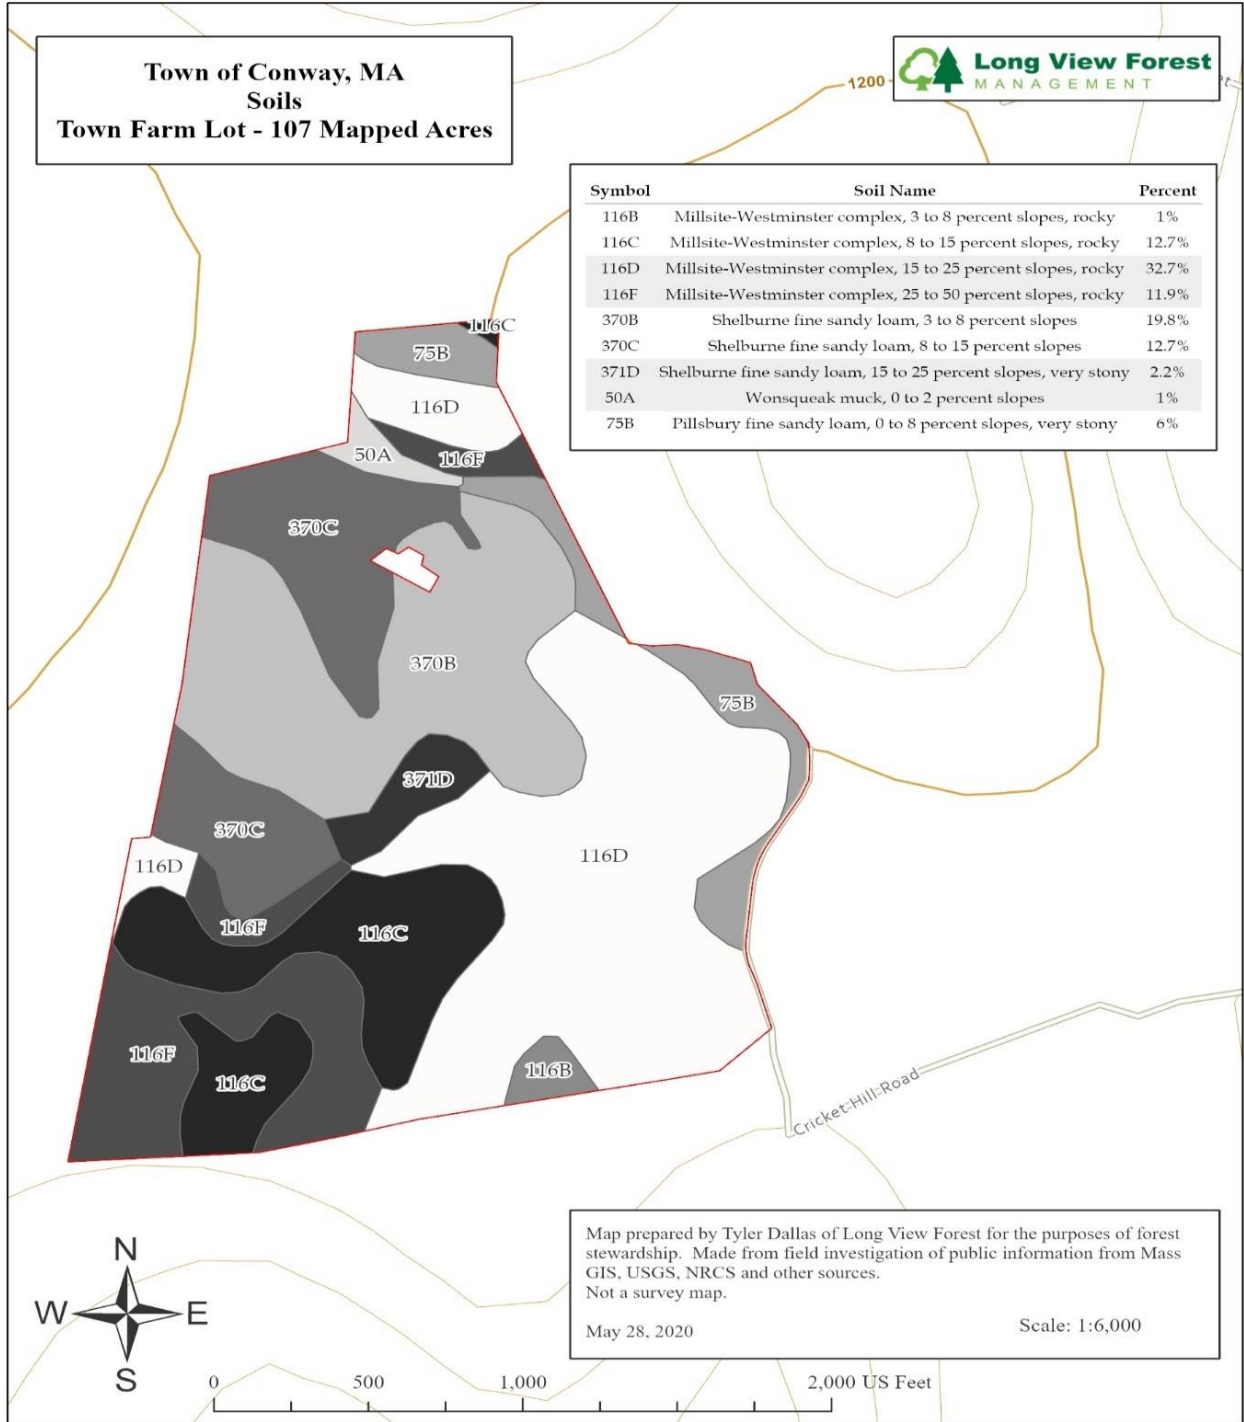 Town of Conway, MA
Soils
Town Farm Lot - 107 Mapped Acres
Long View Forest
MANAGEMENT
1200
Symbol Soil Name Percent
116B Millsite-Westminster complex, 3 to 8 percent slopes, rocky 1%
116C Millsite-Westminster complex, 8 to 15 percent slopes, rocky 12.7%
116D Millsite-Westminster complex, 15 to 25 percent slopes, rocky 32.7%
116F Millsite-Westminster complex, 25 to 50 percent slopes, rocky 11.9%
370B Shelburne fine sandy loam, 3 to 8 percent slopes 19.8%
370C Shelburne fine sandy loam, 8 to 15 percent slopes 12.7%
371D Shelburne fine sandy loam, 15 to 25 percent slopes, very stony 2.2%
50A Wonsqueak muck, 0 to 2 percent slopes 1%
75B Pillsbury fine sandy loam, 0 to 8 percent slopes, very stony 6%
116C
75B
116D
50A
116F
370C
370B
75B
371D
370C
116D
116D
116F
116C
116F
116C
116B
Cricket Hill Road
Map prepared by Tyler Dallas of Long View Forest for the purposes of forest
stewardship. Made from field investigation of public information from Mass
GIS, USGS, NRCS and other sources.
Not a survey map.
May 28, 2020
Scale: 1:6,000
N
W E
S
0 500 1,000 2,000 US Feet